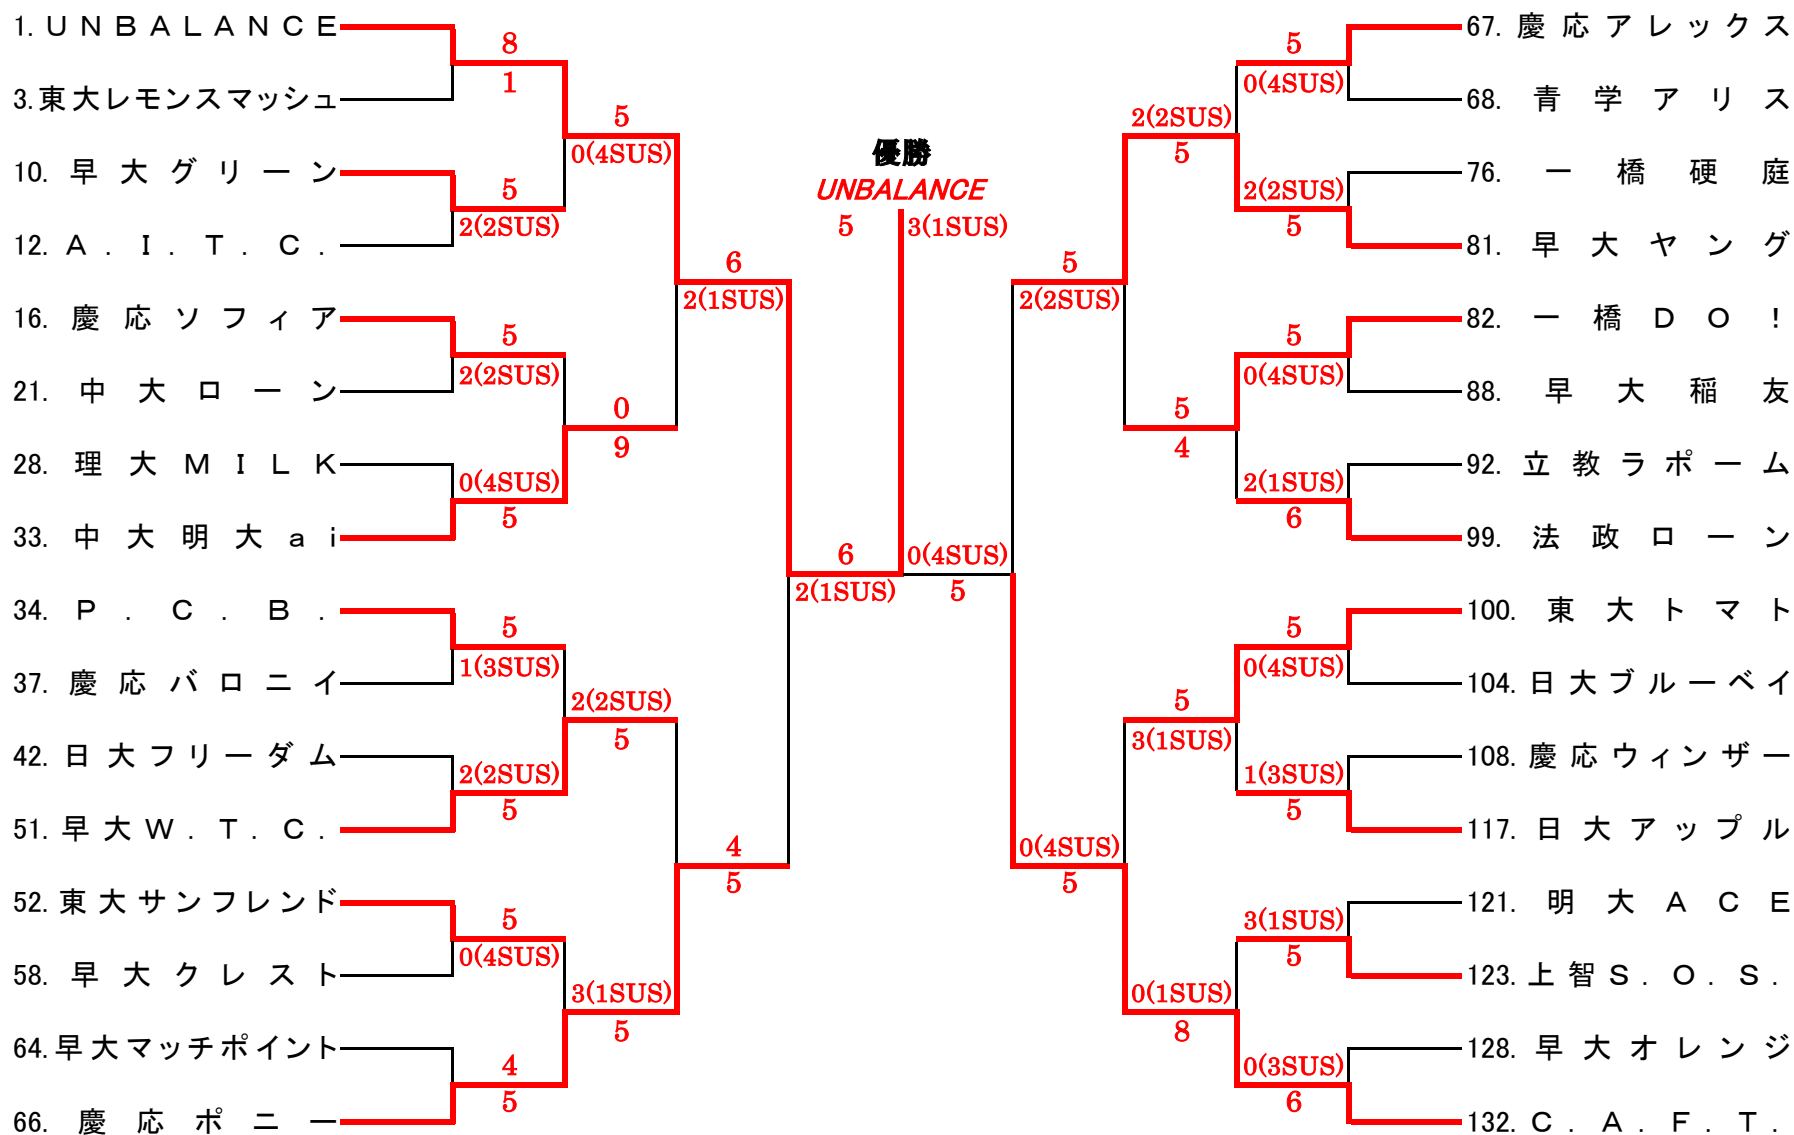 1. ＵＮＢＡＬＡＮＣＥ
3. 東大レモンスマッシュ
10. 早大グリーン
12. Ａ．Ｉ．Ｔ．Ｃ．
16. 慶応ソフィア
21. 中大ローン
28. 理大ＭＩＬＫ
33. 中大明大ａｉ
34. Ｐ．Ｃ．Ｂ．
37. 慶応バロニイ
42. 日大フリーダム
51. 早大Ｗ．Ｔ．Ｃ．
52. 東大サンフレンド
58. 早大クレスト
64. 早大マッチポイント
66. 慶応ポニー
8
1
5
2(2SUS)
5
2(2SUS)
0(4SUS)
5
5
1(3SUS)
2(2SUS)
5
5
0(4SUS)
4
5
5
0(4SUS)
0
9
2(2SUS)
5
3(1SUS)
5
6
2(1SUS)
4
5
6
2(1SUS)
優勝
UNBALANCE
5 3(1SUS)
0(4SUS)
5
5
2(2SUS)
0(4SUS)
5
2(2SUS)
5
5
4
5
3(1SUS)
0(1SUS)
8
5
0(4SUS)
2(2SUS)
5
5
0(4SUS)
2(1SUS)
6
5
0(4SUS)
1(3SUS)
5
3(1SUS)
5
0(3SUS)
6
67. 慶応アレックス
68. 青学アリス
76. 一橋硬庭
81. 早大ヤング
82. 一橋ＤＯ！
88. 早大稲友
92. 立教ラポーム
99. 法政ローン
100. 東大トマト
104. 日大ブルーベイ
108. 慶応ウィンザー
117. 日大アップル
121. 明大ＡＣＥ
123. 上智Ｓ．Ｏ．Ｓ．
128. 早大オレンジ
132. Ｃ．Ａ．Ｆ．Ｔ．